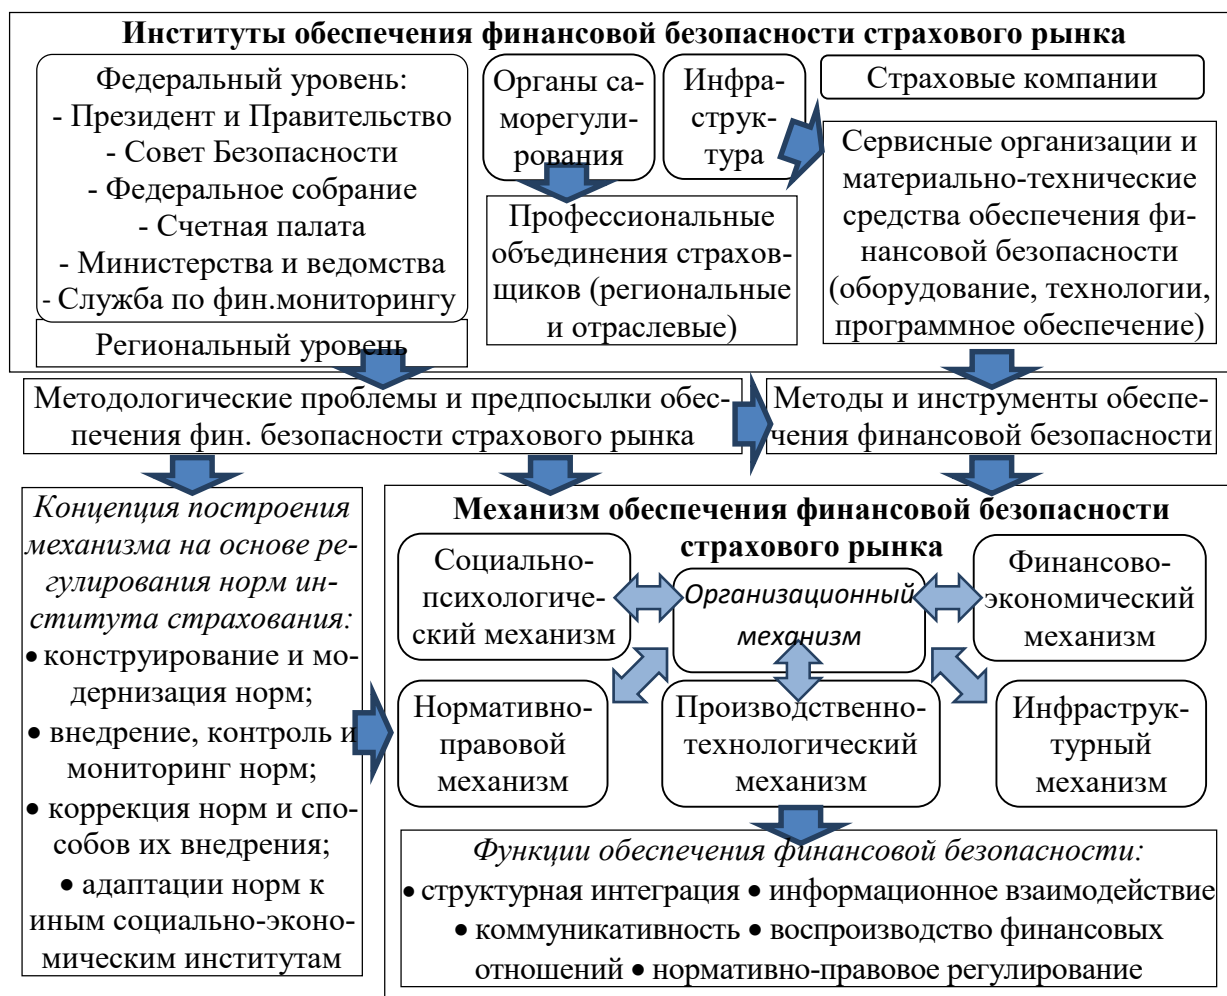 Институты обеспечения финансовой безопасности страхового рынка
Федеральный уровень:
- Президент и Правительство
- Совет Безопасности
- Федеральное собрание
- Счетная палата
- Министерства и ведомства
- Служба по фин.мониторингу
Региональный уровень
Органы са-
морегули-
рования
Профессиональные
объединения страхов-
щиков (региональные
и отраслевые)
Инфра-
струк-
тура
Страховые компании
Сервисные организации и
материально-технические
средства обеспечения фи-
нансовой безопасности
(оборудование, технологии,
программное обеспечение)
Методологические проблемы и предпосылки обес-
печения фин. безопасности страхового рынка
Методы и инструменты обеспе-
чения финансовой безопасности
Концепция построения
механизма на основе ре-
гулирования норм ин-
ститута страхования:
• конструирование и мо-
дернизация норм;
• внедрение, контроль и
мониторинг норм;
• коррекция норм и спо-
собов их внедрения;
• адаптации норм к
иным социально-эконо-
мическим институтам
Механизм обеспечения финансовой безопасности
страхового рынка
Социально-
психологиче-
ский механизм
Организационный
механизм
Финансово-
экономический
механизм
Нормативно-
правовой
механизм
Производственно-
технологический
механизм
Инфраструк-
турный
механизм
Функции обеспечения финансовой безопасности:
• структурная интеграция • информационное взаимодействие
• коммуникативность • воспроизводство финансовых
отношений • нормативно-правовое регулирование